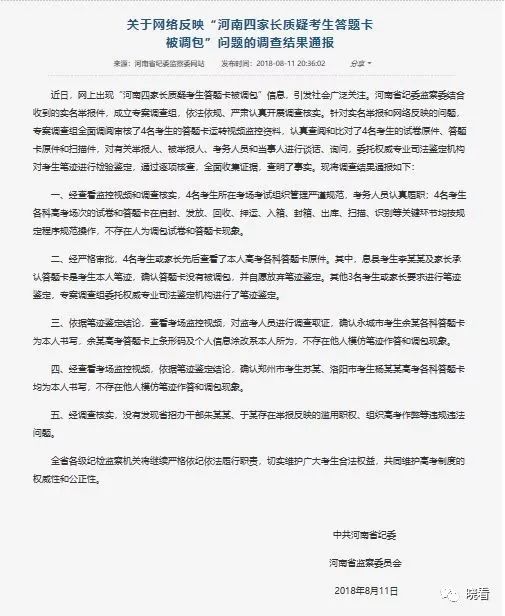 关于网络反映“河南四家长质疑考生答题卡
被调包”问题的调查结果通报
来源：河南省纪委监察委网站 发布时间：2018-08-11 20:36:02 分享
近日，网上出现“河南四家长质疑考生答题卡被调包”信息，引发社会广泛关注。河南省纪委监察委结合
收到的实名举报件，成立专案调查组，依法依规、严肃认真开展调查核实。针对实名举报和网络反映的问题，
专案调查组全面调阅审核了4名考生的答题卡运转视频监控资料，认真查阅和比对了4名考生的试卷原件、答题
卡原件和扫描件，对有关举报人、被举报人、考务人员和当事人进行谈话、询问，委托权威专业司法鉴定机构
对考生笔迹进行检验鉴定，通过逐项核查，全面收集证据，查明了事实。现将调查结果通报如下：
一、经查看监控视频和调查核实，4名考生所在考场考试组织管理严谨规范，考务人员认真履职；4名考生
各科高考场次的试卷和答题卡在启封、发放、回收、押运、入箱、封箱、出库、扫描、识别等关键环节均按规
定程序规范操作，不存在人为调包试卷和答题卡现象。
二、经严格审批，4名考生或家长先后查看了本人高考各科答题卡原件。其中，息县考生李某某及家长承
认答题卡是考生本人笔迹，确认答题卡没有被调包，并自愿放弃笔迹鉴定。其他3名考生或家长要求进行笔迹
鉴定，专案调查组委托权威专业司法鉴定机构进行了笔迹鉴定。
三、依据笔迹鉴定结论，查看考场监控视频，对监考人员进行调查取证，确认永城市考生余某各科答题卡
为本人书写，余某高考答题卡上条形码及个人信息涂改系本人所为，不存在他人模仿笔迹作答和调包现象。
四、经查看考场监控视频，依据笔迹鉴定结论，确认郑州市考生苏某、洛阳市考生杨某某高考各科答题卡
均为本人书写，不存在他人模仿笔迹作答和调包现象。
五、经调查核实，没有发现省招办干部朱某某、于某存在举报反映的滥用职权、组织高考作弊等违规违法
问题。
全省各级纪检监察机关将继续严格依纪依法履行职责，切实维护广大考生合法权益，共同维护高考制度的
权威性和公正性。
中共河南省纪委
河南省监察委员会
2018年8月11日
晓看